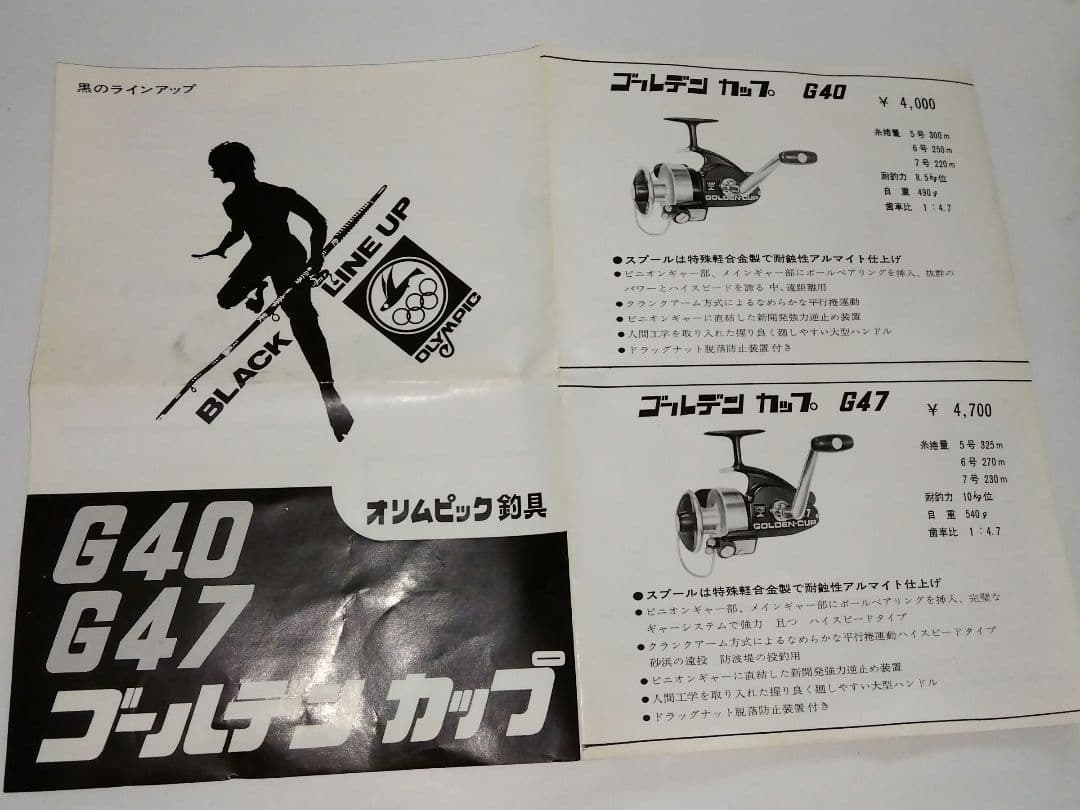 黒のラインアップ
BLACK LINE UP
OLYMPIC
オリムピック釣具
G40
G47
ゴールデン カップ
ゴールデン カップ G40
¥ 4,000
糸捲量 5号 300m
6号 250m
7号 220m
耐釣力 8.5kg位
自重 490g
歯車比 1:4.7
GOLDEN-CUP
●スプールは特殊軽合金製で耐蝕性アルマイト仕上げ
●ピニオンギャー部、メインギャー部にボールベアリングを挿入、抜群の
パワーとハイスピードを誇る 中、遠距離用
●クランクアーム方式によるなめらかな平行捲運動
●ピニオンギャーに直結した新開発強力逆止め装置
●人間工学を取り入れた握り良く廻しやすい大型ハンドル
●ドラッグナット脱落防止装置付き
ゴールデン カップ G47
¥ 4,700
糸捲量 5号 325m
6号 270m
7号 230m
耐釣力 10kg位
自重 540g
歯車比 1:4.7
GOLDEN-CUP
●スプールは特殊軽合金製で耐蝕性アルマイト仕上げ
●ピニオンギャー部、メインギャー部にボールベアリングを挿入、完璧な
ギャーシステムで強力 且つ ハイスピードタイプ
●クランクアーム方式によるなめらかな平行捲運動ハイスピードタイプ
砂浜の遠投 防波堤の投釣用
●ピニオンギャーに直結した新開発強力逆止め装置
●人間工学を取り入れた握り良く廻しやすい大型ハンドル
●ドラッグナット脱落防止装置付き